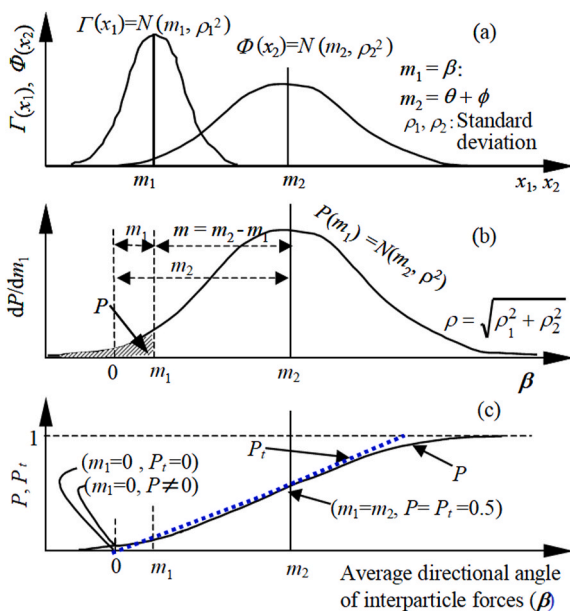 Γ(x₁)=N(m₁, ρ₁²)
Φ(x₂)=N(m₂, ρ₂²)
(a)
m₁ = β:
m₂ = θ + ϕ
ρ₁, ρ₂: Standard
deviation
Γ(x₁), Φ(x₂)
m₁
m₂
x₁, x₂
m₁
m = m₂ - m₁
m₂
P(m₁) =N(m₂, ρ²)
(b)
P
ρ = √(ρ₁² + ρ₂²)
dP/dm₁
0
m₁
m₂
β
(c)
1
(m₁=0 , Pₜ=0)
(m₁=0, P≠0)
Pₜ
P
(m₁=m₂, P= Pₜ=0.5)
P, Pₜ
0
m₁
m₂
Average directional angle
of interparticle forces (β)